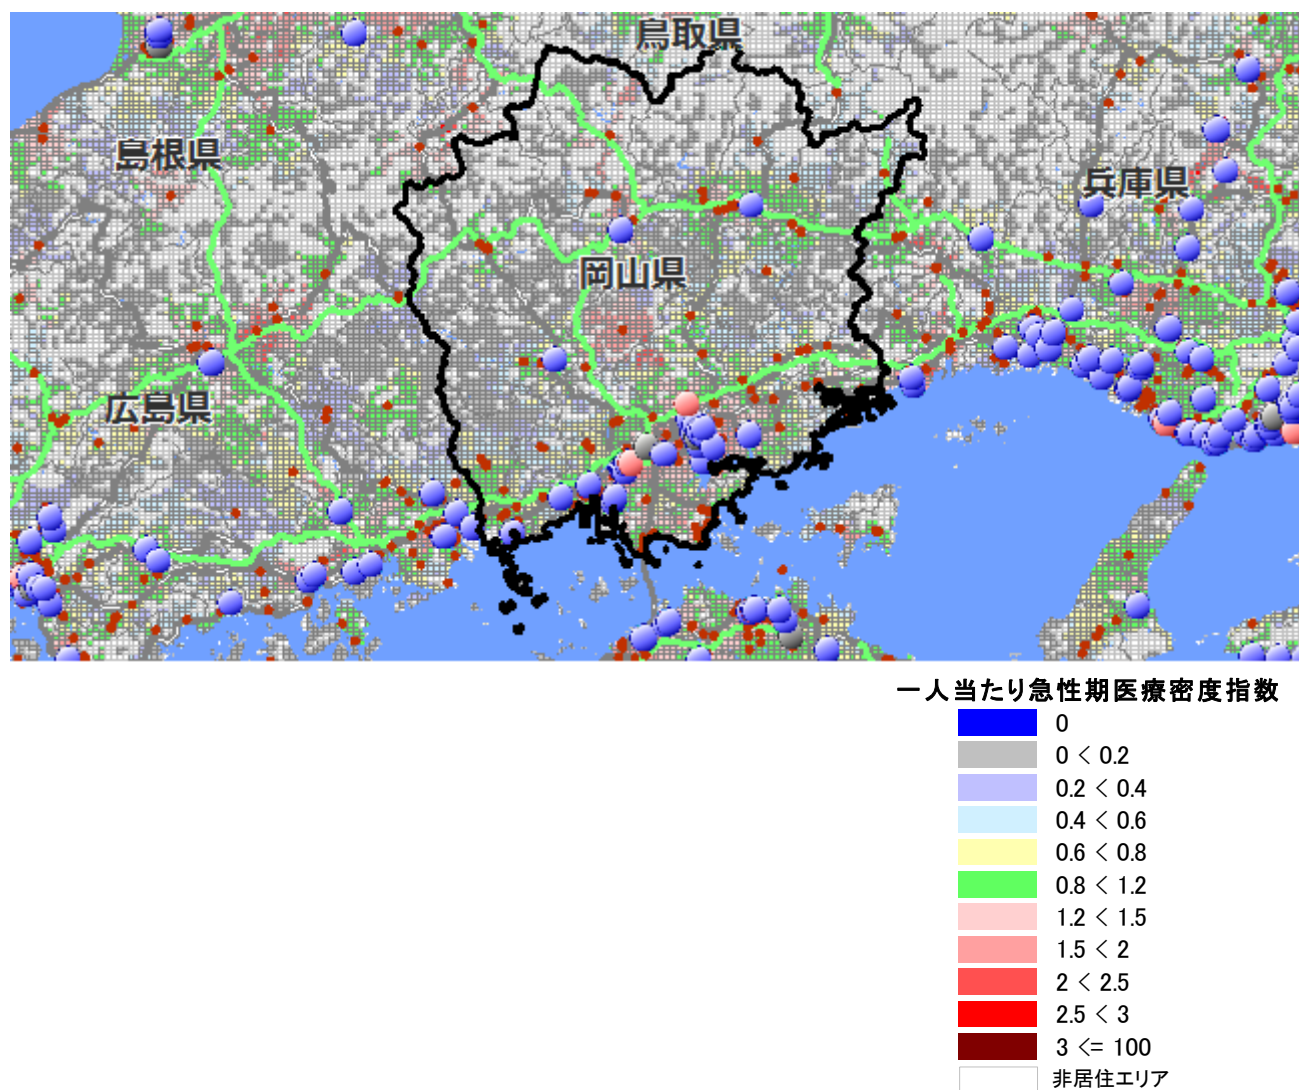 鳥取県
島根県
兵庫県
岡山県
広島県
一人当たり急性期医療密度指数
0
0 < 0.2
0.2 < 0.4
0.4 < 0.6
0.6 < 0.8
0.8 < 1.2
1.2 < 1.5
1.5 < 2
2 < 2.5
2.5 < 3
3 <= 100
非居住エリア